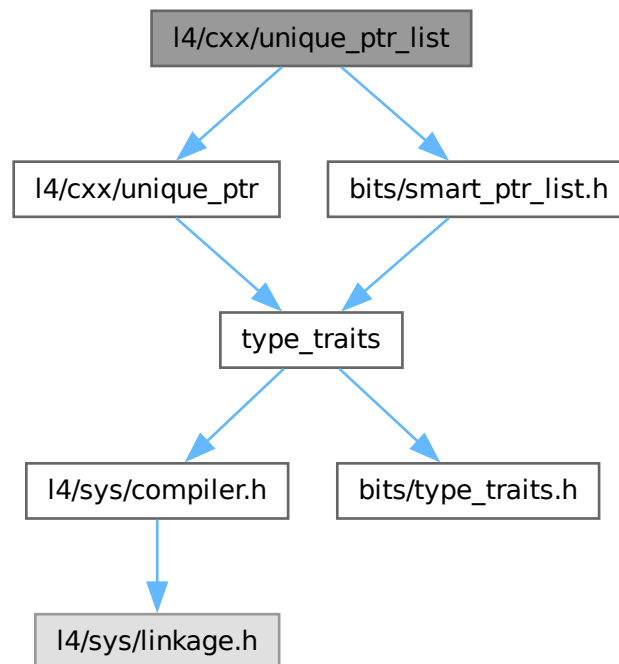 l4/cxx/unique_ptr_list
l4/cxx/unique_ptr
bits/smart_ptr_list.h
type_traits
l4/sys/compiler.h
bits/type_traits.h
l4/sys/linkage.h